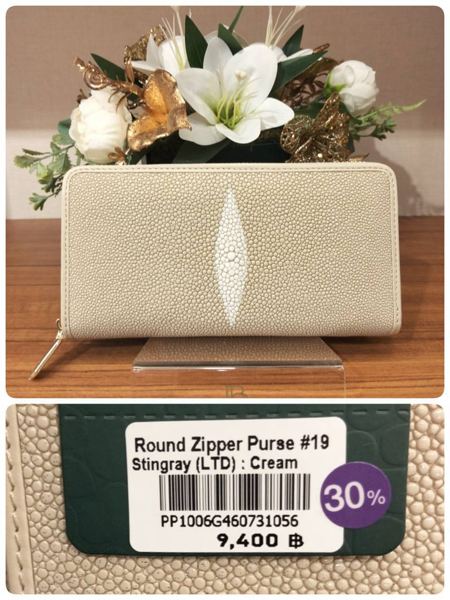 Round Zipper Purse #19
Stingray (LTD) : Cream
30%
PP1006G460731056
9,400 ฿